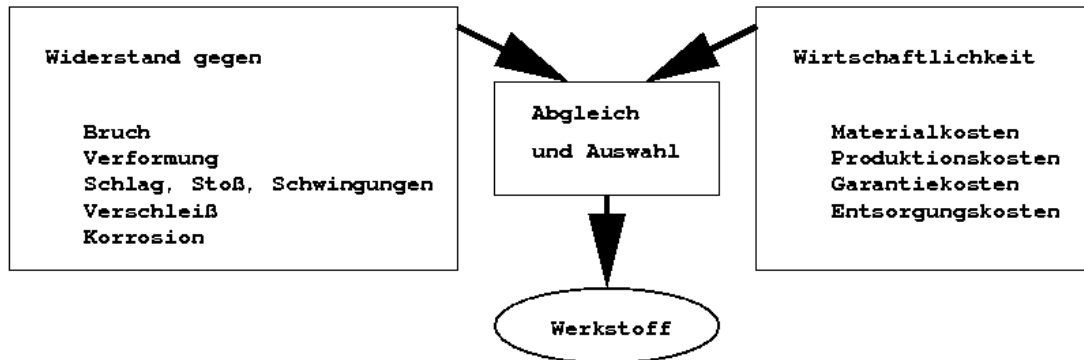 Widerstand gegen
Bruch
Verformung
Schlag, Stoß, Schwingungen
Verschleiß
Korrosion
Abgleich
und Auswahl
Wirtschaftlichkeit
Materialkosten
Produktionskosten
Garantiekosten
Entsorgungskosten
Werkstoff